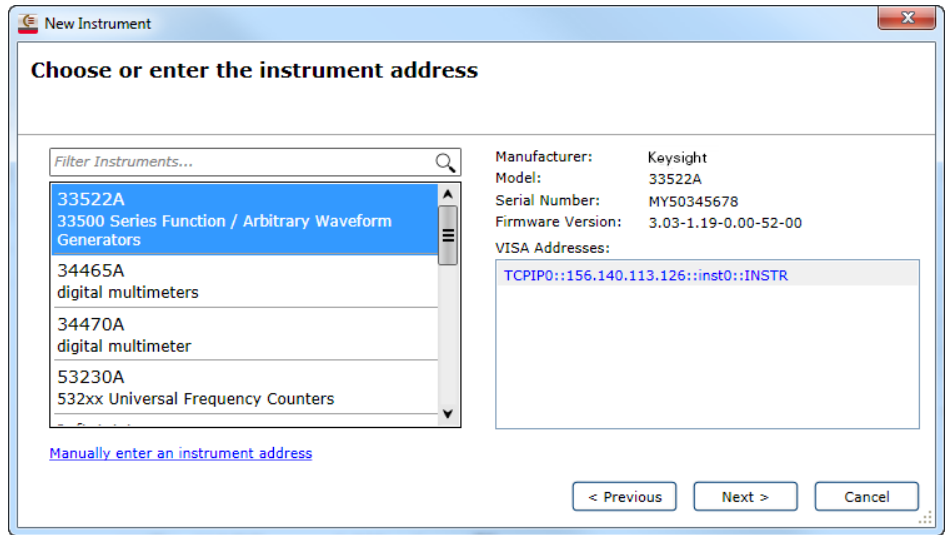 New Instrument
Choose or enter the instrument address
Filter Instruments...
33522A
33500 Series Function / Arbitrary Waveform
Generators
34465A
digital multimeters
34470A
digital multimeter
53230A
532xx Universal Frequency Counters
Manually enter an instrument address
Manufacturer: Keysight
Model: 33522A
Serial Number: MY50345678
Firmware Version: 3.03-1.19-0.00-52-00
VISA Addresses:
TCPIP0::156.140.113.126::inst0::INSTR
< Previous
Next >
Cancel